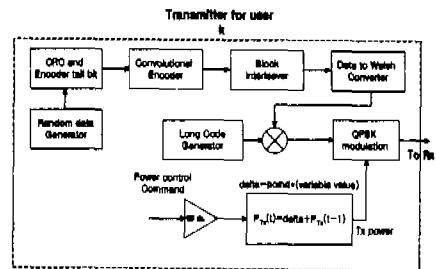 Transmitter for user
k
CRC and
Encoder tail bit
Convolutional
Encoder
Block
Interleaver
Data to Walsh
Converter
Random data
Generator
Long Code
Generator
QPSK
modulation
To Rx
Power control
Command
delta=pcmd*(variable value)
P_Tx(t)=delta+P_Tx(t-1)
Tx power